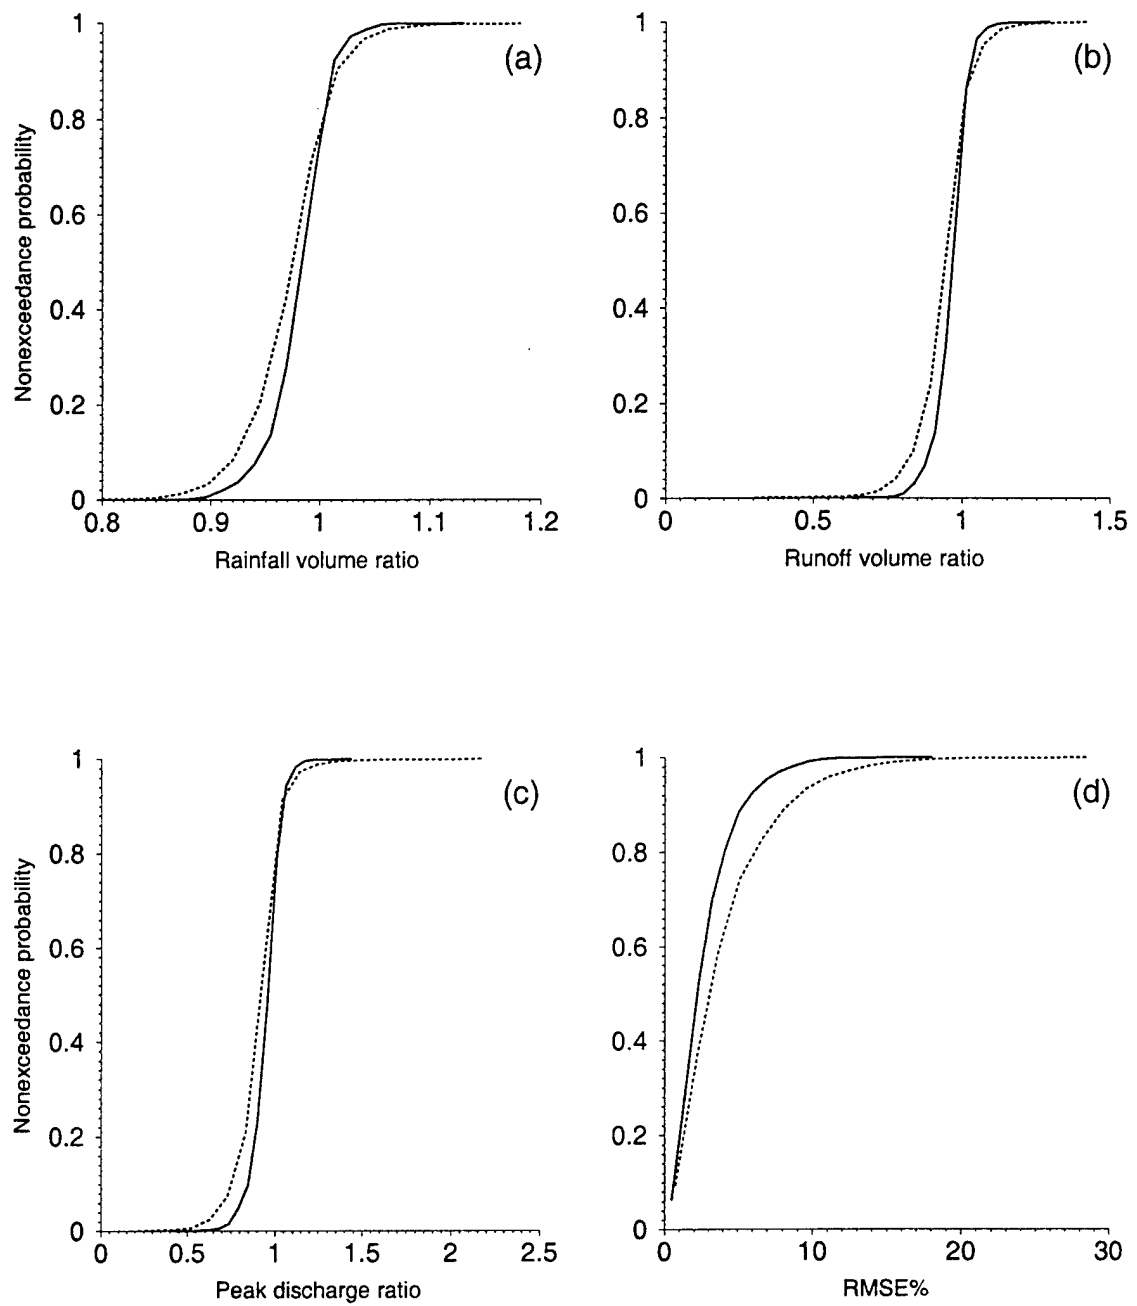 1
0.8
0.6
0.4
0.2
0
Nonexceedance probability
(a)
0.8 0.9 1 1.1 1.2
Rainfall volume ratio
1
0.8
0.6
0.4
0.2
0
(b)
0 0.5 1 1.5
Runoff volume ratio
1
0.8
0.6
0.4
0.2
0
Nonexceedance probability
(c)
0 0.5 1 1.5 2 2.5
Peak discharge ratio
1
0.8
0.6
0.4
0.2
0
(d)
0 10 20 30
RMSE%